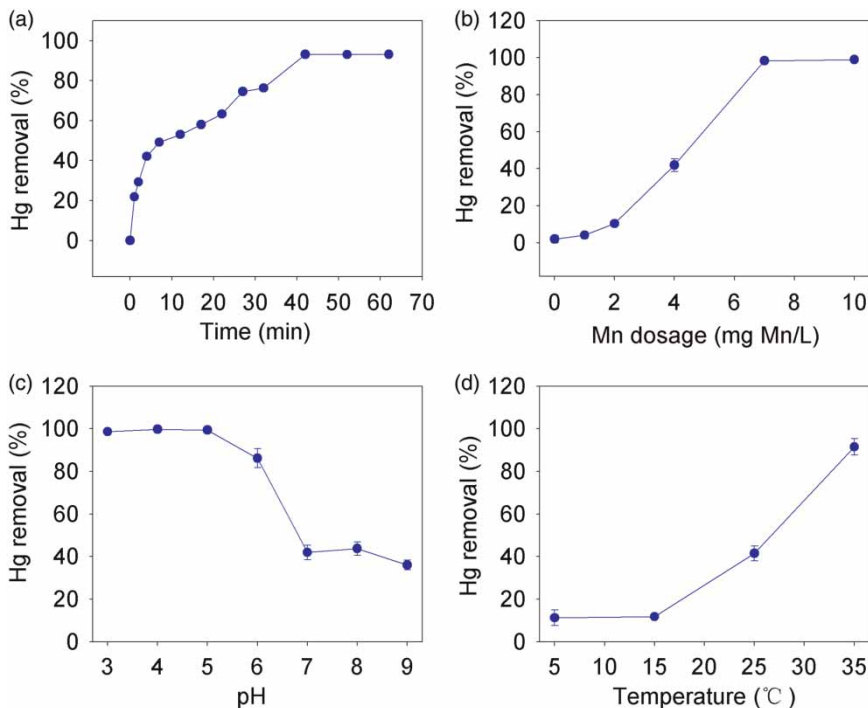 (a)
Hg removal (%)
100
80
60
40
20
0
0 10 20 30 40 50 60 70
Time (min)
(b)
Hg removal (%)
120
100
80
60
40
20
0
0 2 4 6 8 10
Mn dosage (mg Mn/L)
(c)
Hg removal (%)
120
100
80
60
40
20
0
3 4 5 6 7 8 9
pH
(d)
Hg removal (%)
120
100
80
60
40
20
0
5 10 15 20 25 30 35
Temperature (℃)